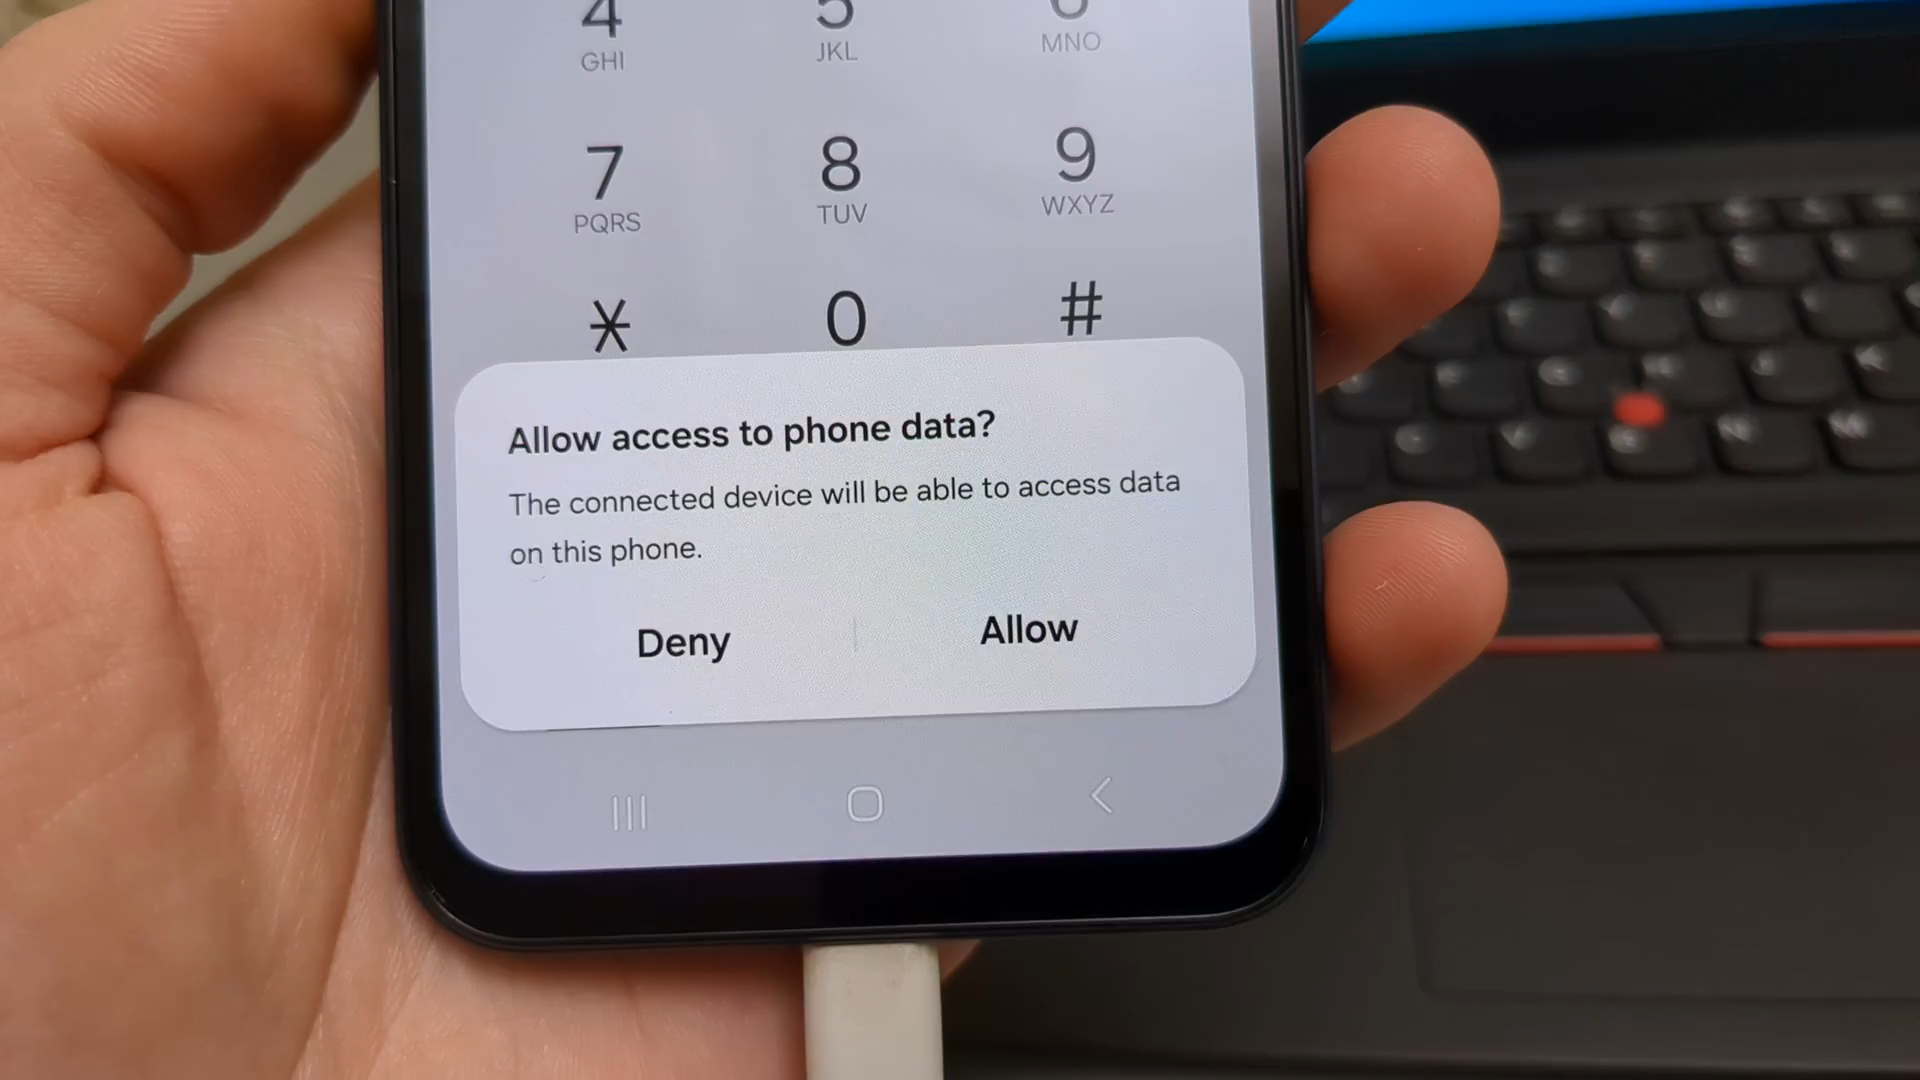 4 5
GHI JKL MNO
7 8 9
PQRS TUV WXYZ
* 0 #
Allow access to phone data?
The connected device will be able to access data
on this phone.
Deny Allow